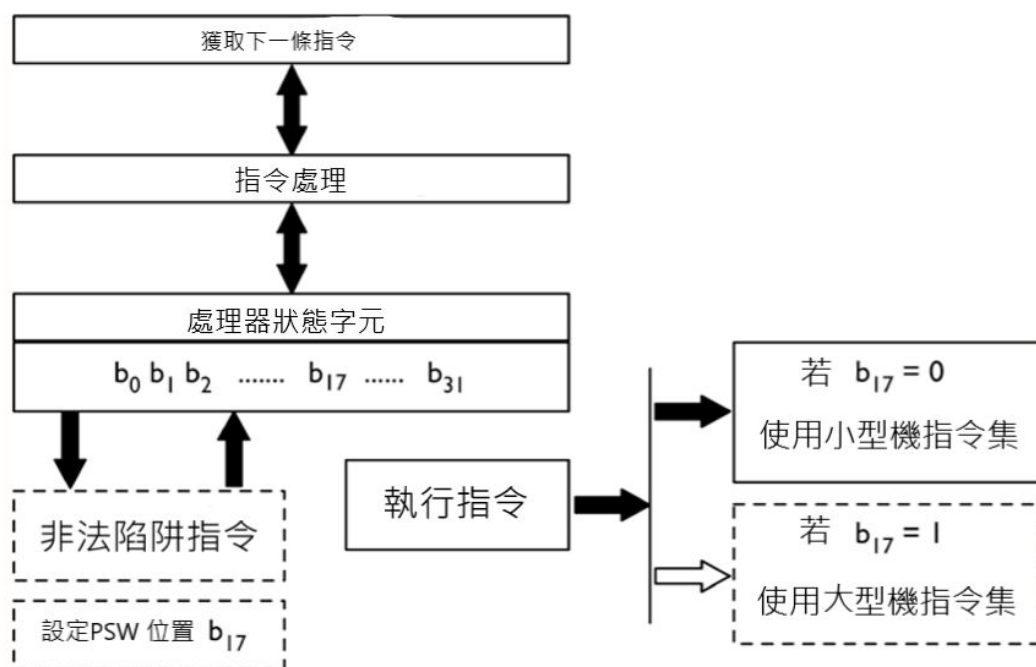 獲取下一條指令
指令處理
處理器狀態字元
b₀ b₁ b₂ ....... b₁₇ ...... b₃₁
非法陷阱指令
設定PSW 位置 b₁₇
執行指令
若 b₁₇ = 0
使用小型機指令集
若 b₁₇ = 1
使用大型機指令集